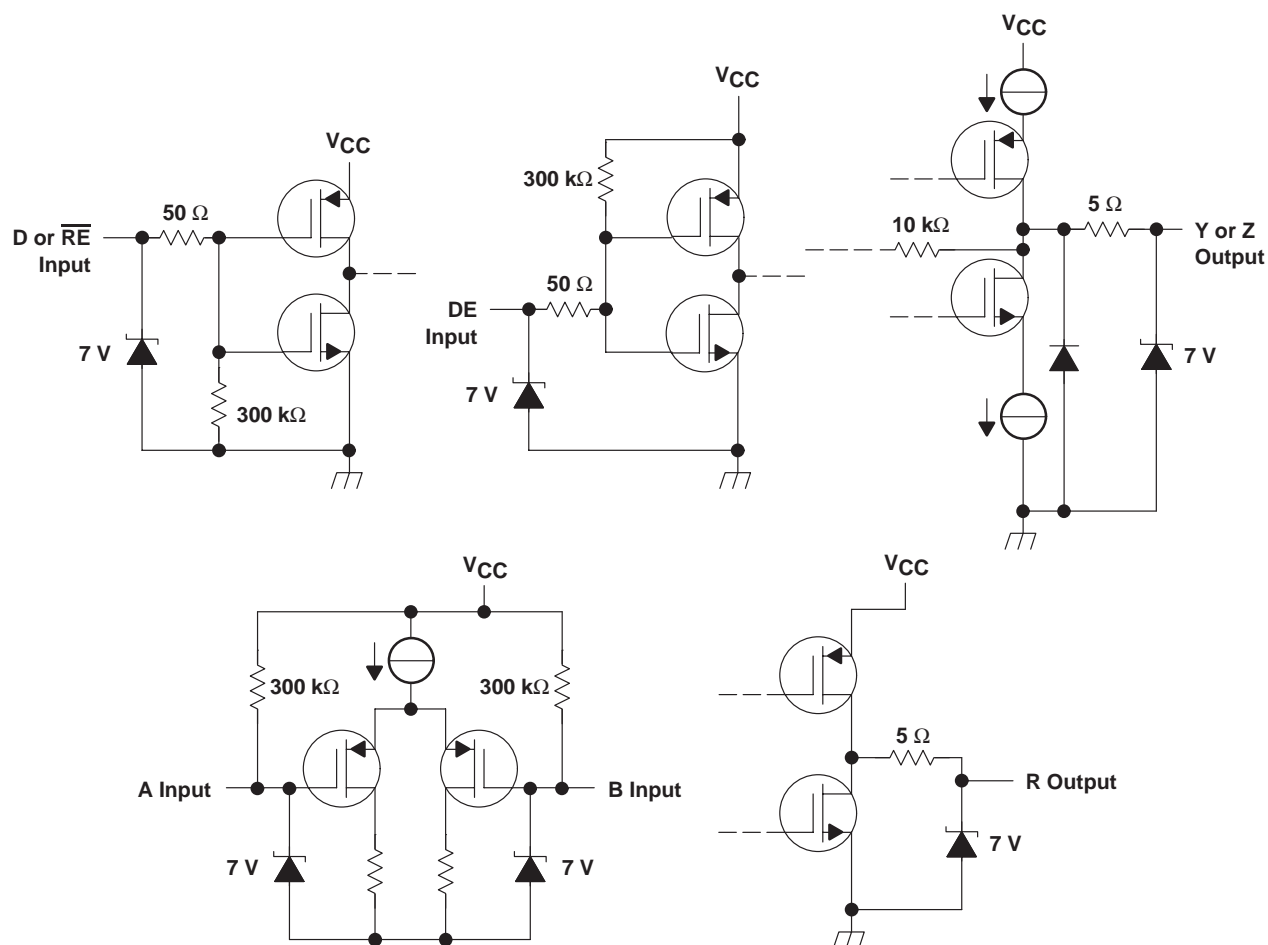 VCC
50 Ω
D or R̅E̅
Input
7 V
300 kΩ
VCC
300 kΩ
50 Ω
DE
Input
7 V
VCC
5 Ω
10 kΩ
Y or Z
Output
7 V
VCC
300 kΩ
300 kΩ
A Input
B Input
7 V
7 V
VCC
5 Ω
R Output
7 V